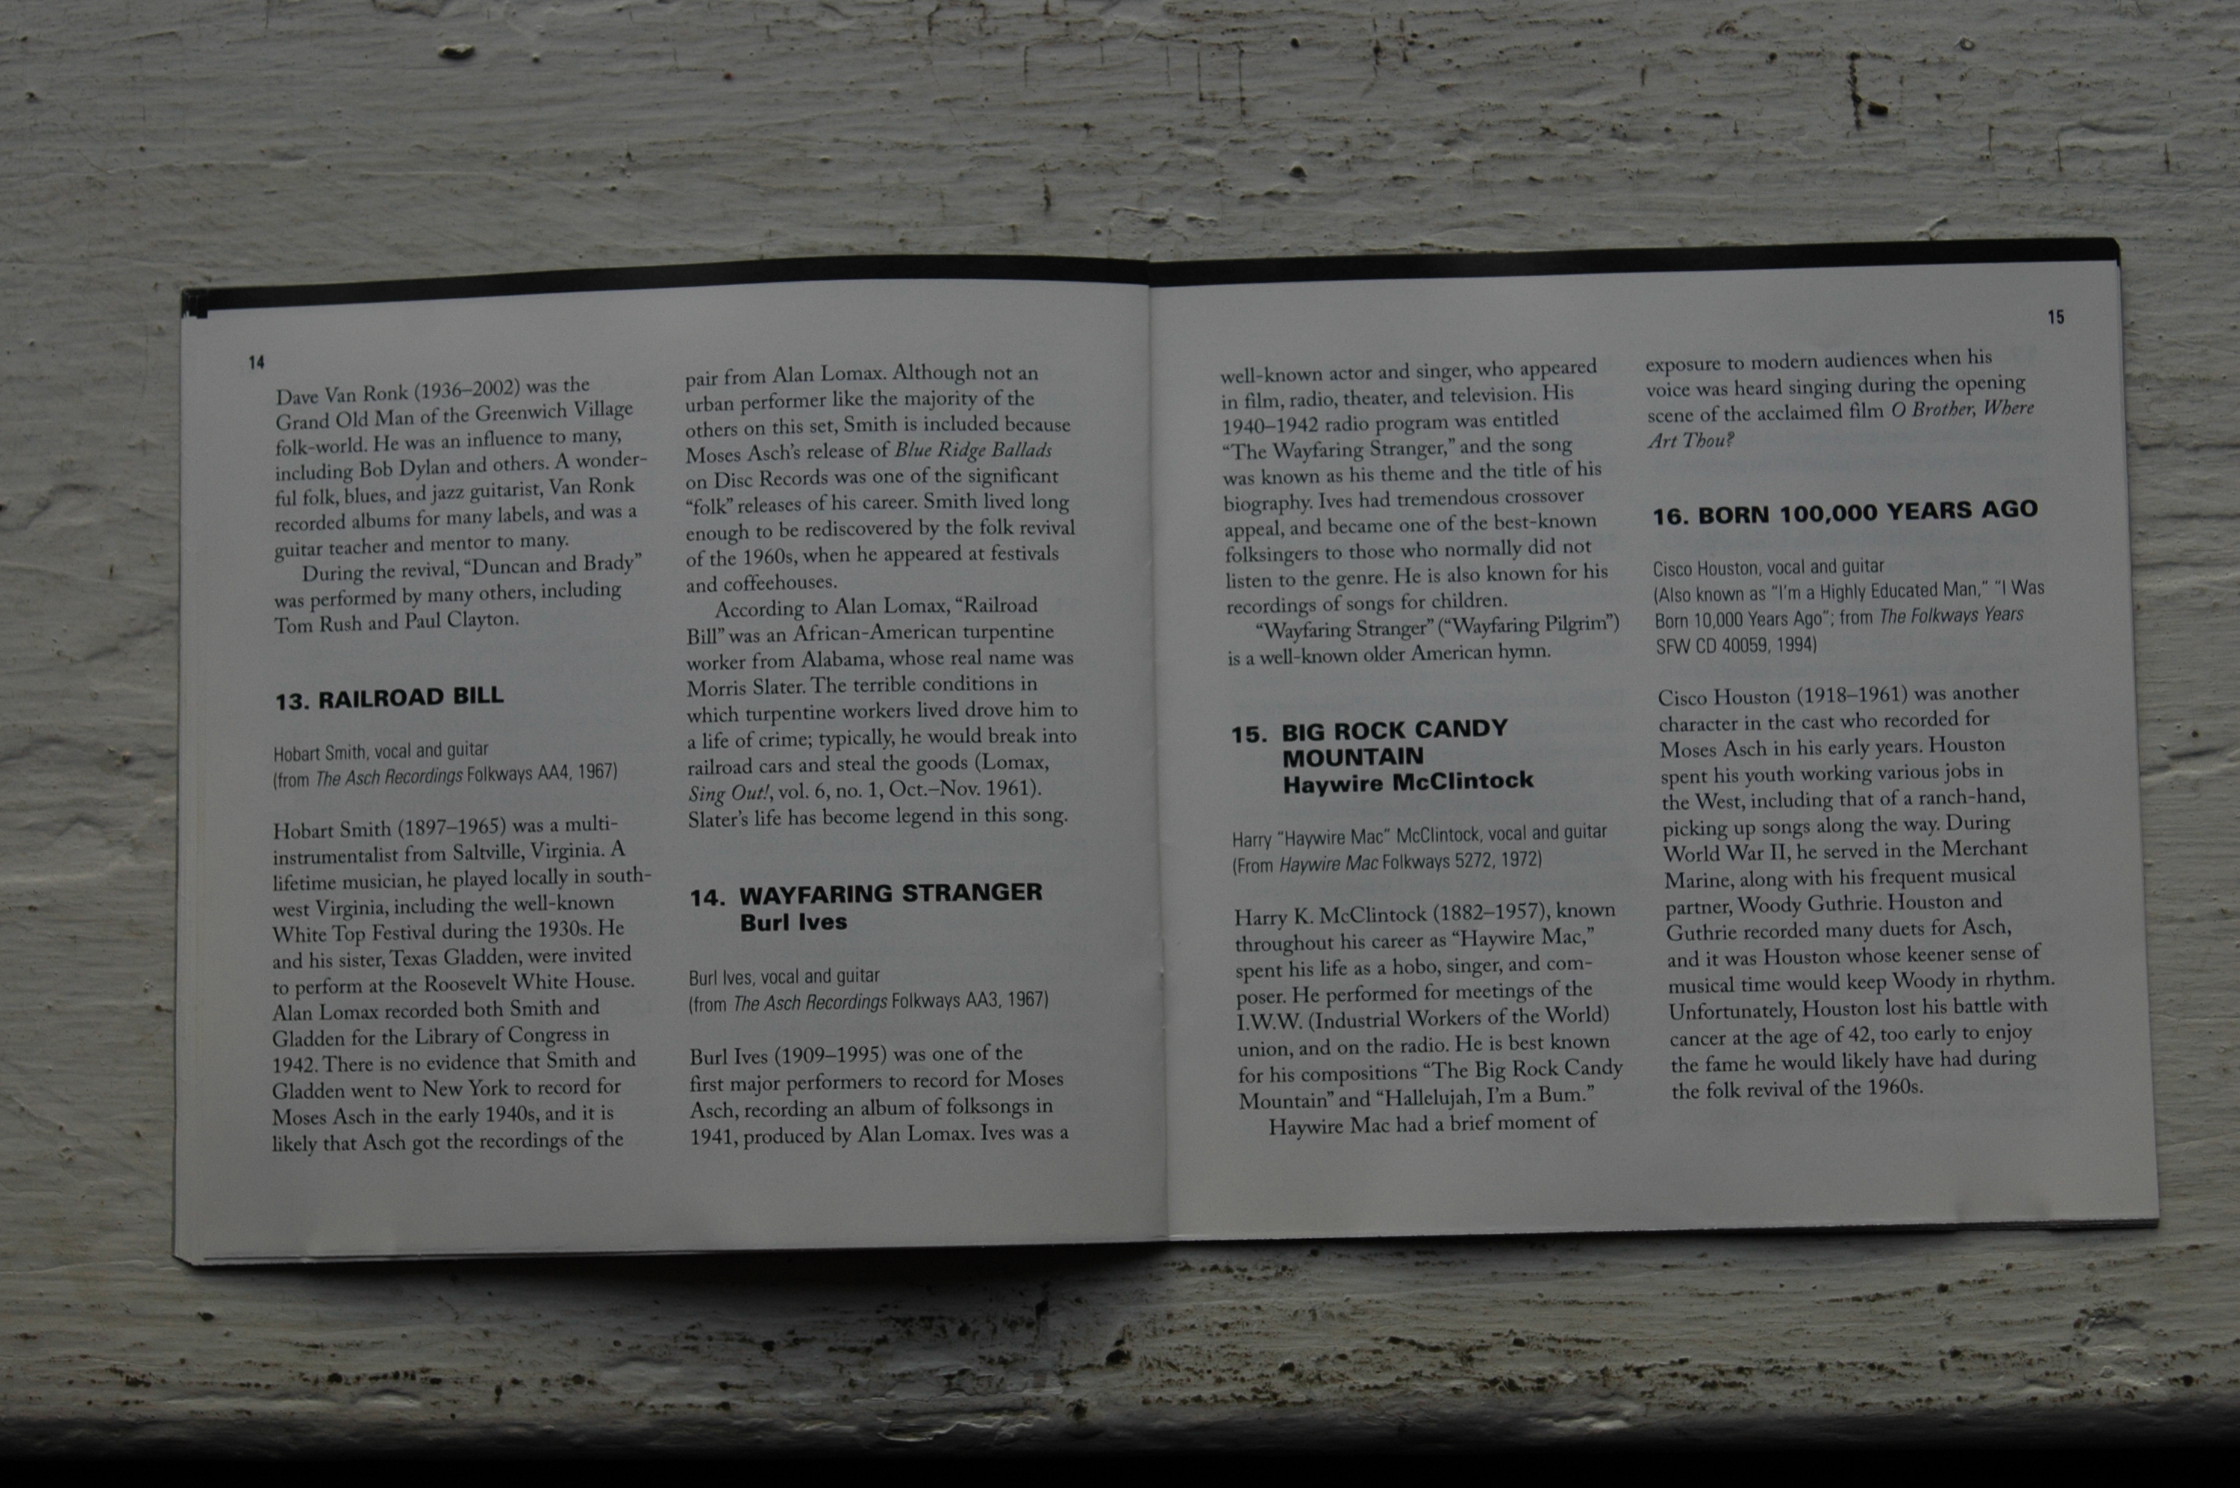 14
Dave Van Ronk (1936–2002) was the
Grand Old Man of the Greenwich Village
folk-world. He was an influence to many,
including Bob Dylan and others. A wonder-
ful folk, blues, and jazz guitarist, Van Ronk
recorded albums for many labels, and was a
guitar teacher and mentor to many.
During the revival, “Duncan and Brady”
was performed by many others, including
Tom Rush and Paul Clayton.
13. RAILROAD BILL
Hobart Smith, vocal and guitar
(from The Asch Recordings Folkways AA4, 1967)
Hobart Smith (1897–1965) was a multi-
instrumentalist from Saltville, Virginia. A
lifetime musician, he played locally in south-
west Virginia, including the well-known
White Top Festival during the 1930s. He
and his sister, Texas Gladden, were invited
to perform at the Roosevelt White House.
Alan Lomax recorded both Smith and
Gladden for the Library of Congress in
1942. There is no evidence that Smith and
Gladden went to New York to record for
Moses Asch in the early 1940s, and it is
likely that Asch got the recordings of the
pair from Alan Lomax. Although not an
urban performer like the majority of the
others on this set, Smith is included because
Moses Asch’s release of Blue Ridge Ballads
on Disc Records was one of the significant
“folk” releases of his career. Smith lived long
enough to be rediscovered by the folk revival
of the 1960s, when he appeared at festivals
and coffeehouses.
According to Alan Lomax, “Railroad
Bill” was an African-American turpentine
worker from Alabama, whose real name was
Morris Slater. The terrible conditions in
which turpentine workers lived drove him to
a life of crime; typically, he would break into
railroad cars and steal the goods (Lomax,
Sing Out!, vol. 6, no. 1, Oct.–Nov. 1961).
Slater’s life has become legend in this song.
14. WAYFARING STRANGER
Burl Ives
Burl Ives, vocal and guitar
(from The Asch Recordings Folkways AA3, 1967)
Burl Ives (1909–1995) was one of the
first major performers to record for Moses
Asch, recording an album of folksongs in
1941, produced by Alan Lomax. Ives was a
15
well-known actor and singer, who appeared
in film, radio, theater, and television. His
1940–1942 radio program was entitled
“The Wayfaring Stranger,” and the song
was known as his theme and the title of his
biography. Ives had tremendous crossover
appeal, and became one of the best-known
folksingers to those who normally did not
listen to the genre. He is also known for his
recordings of songs for children.
“Wayfaring Stranger” (“Wayfaring Pilgrim”)
is a well-known older American hymn.
15. BIG ROCK CANDY
MOUNTAIN
Haywire McClintock
Harry “Haywire Mac” McClintock, vocal and guitar
(From Haywire Mac Folkways 5272, 1972)
Harry K. McClintock (1882–1957), known
throughout his career as “Haywire Mac,”
spent his life as a hobo, singer, and com-
poser. He performed for meetings of the
I.W.W. (Industrial Workers of the World)
union, and on the radio. He is best known
for his compositions “The Big Rock Candy
Mountain” and “Hallelujah, I’m a Bum.”
Haywire Mac had a brief moment of
exposure to modern audiences when his
voice was heard singing during the opening
scene of the acclaimed film O Brother, Where
Art Thou?
16. BORN 100,000 YEARS AGO
Cisco Houston, vocal and guitar
(Also known as “I’m a Highly Educated Man,” “I Was
Born 10,000 Years Ago”; from The Folkways Years
SFW CD 40059, 1994)
Cisco Houston (1918–1961) was another
character in the cast who recorded for
Moses Asch in his early years. Houston
spent his youth working various jobs in
the West, including that of a ranch-hand,
picking up songs along the way. During
World War II, he served in the Merchant
Marine, along with his frequent musical
partner, Woody Guthrie. Houston and
Guthrie recorded many duets for Asch,
and it was Houston whose keener sense of
musical time would keep Woody in rhythm.
Unfortunately, Houston lost his battle with
cancer at the age of 42, too early to enjoy
the fame he would likely have had during
the folk revival of the 1960s.